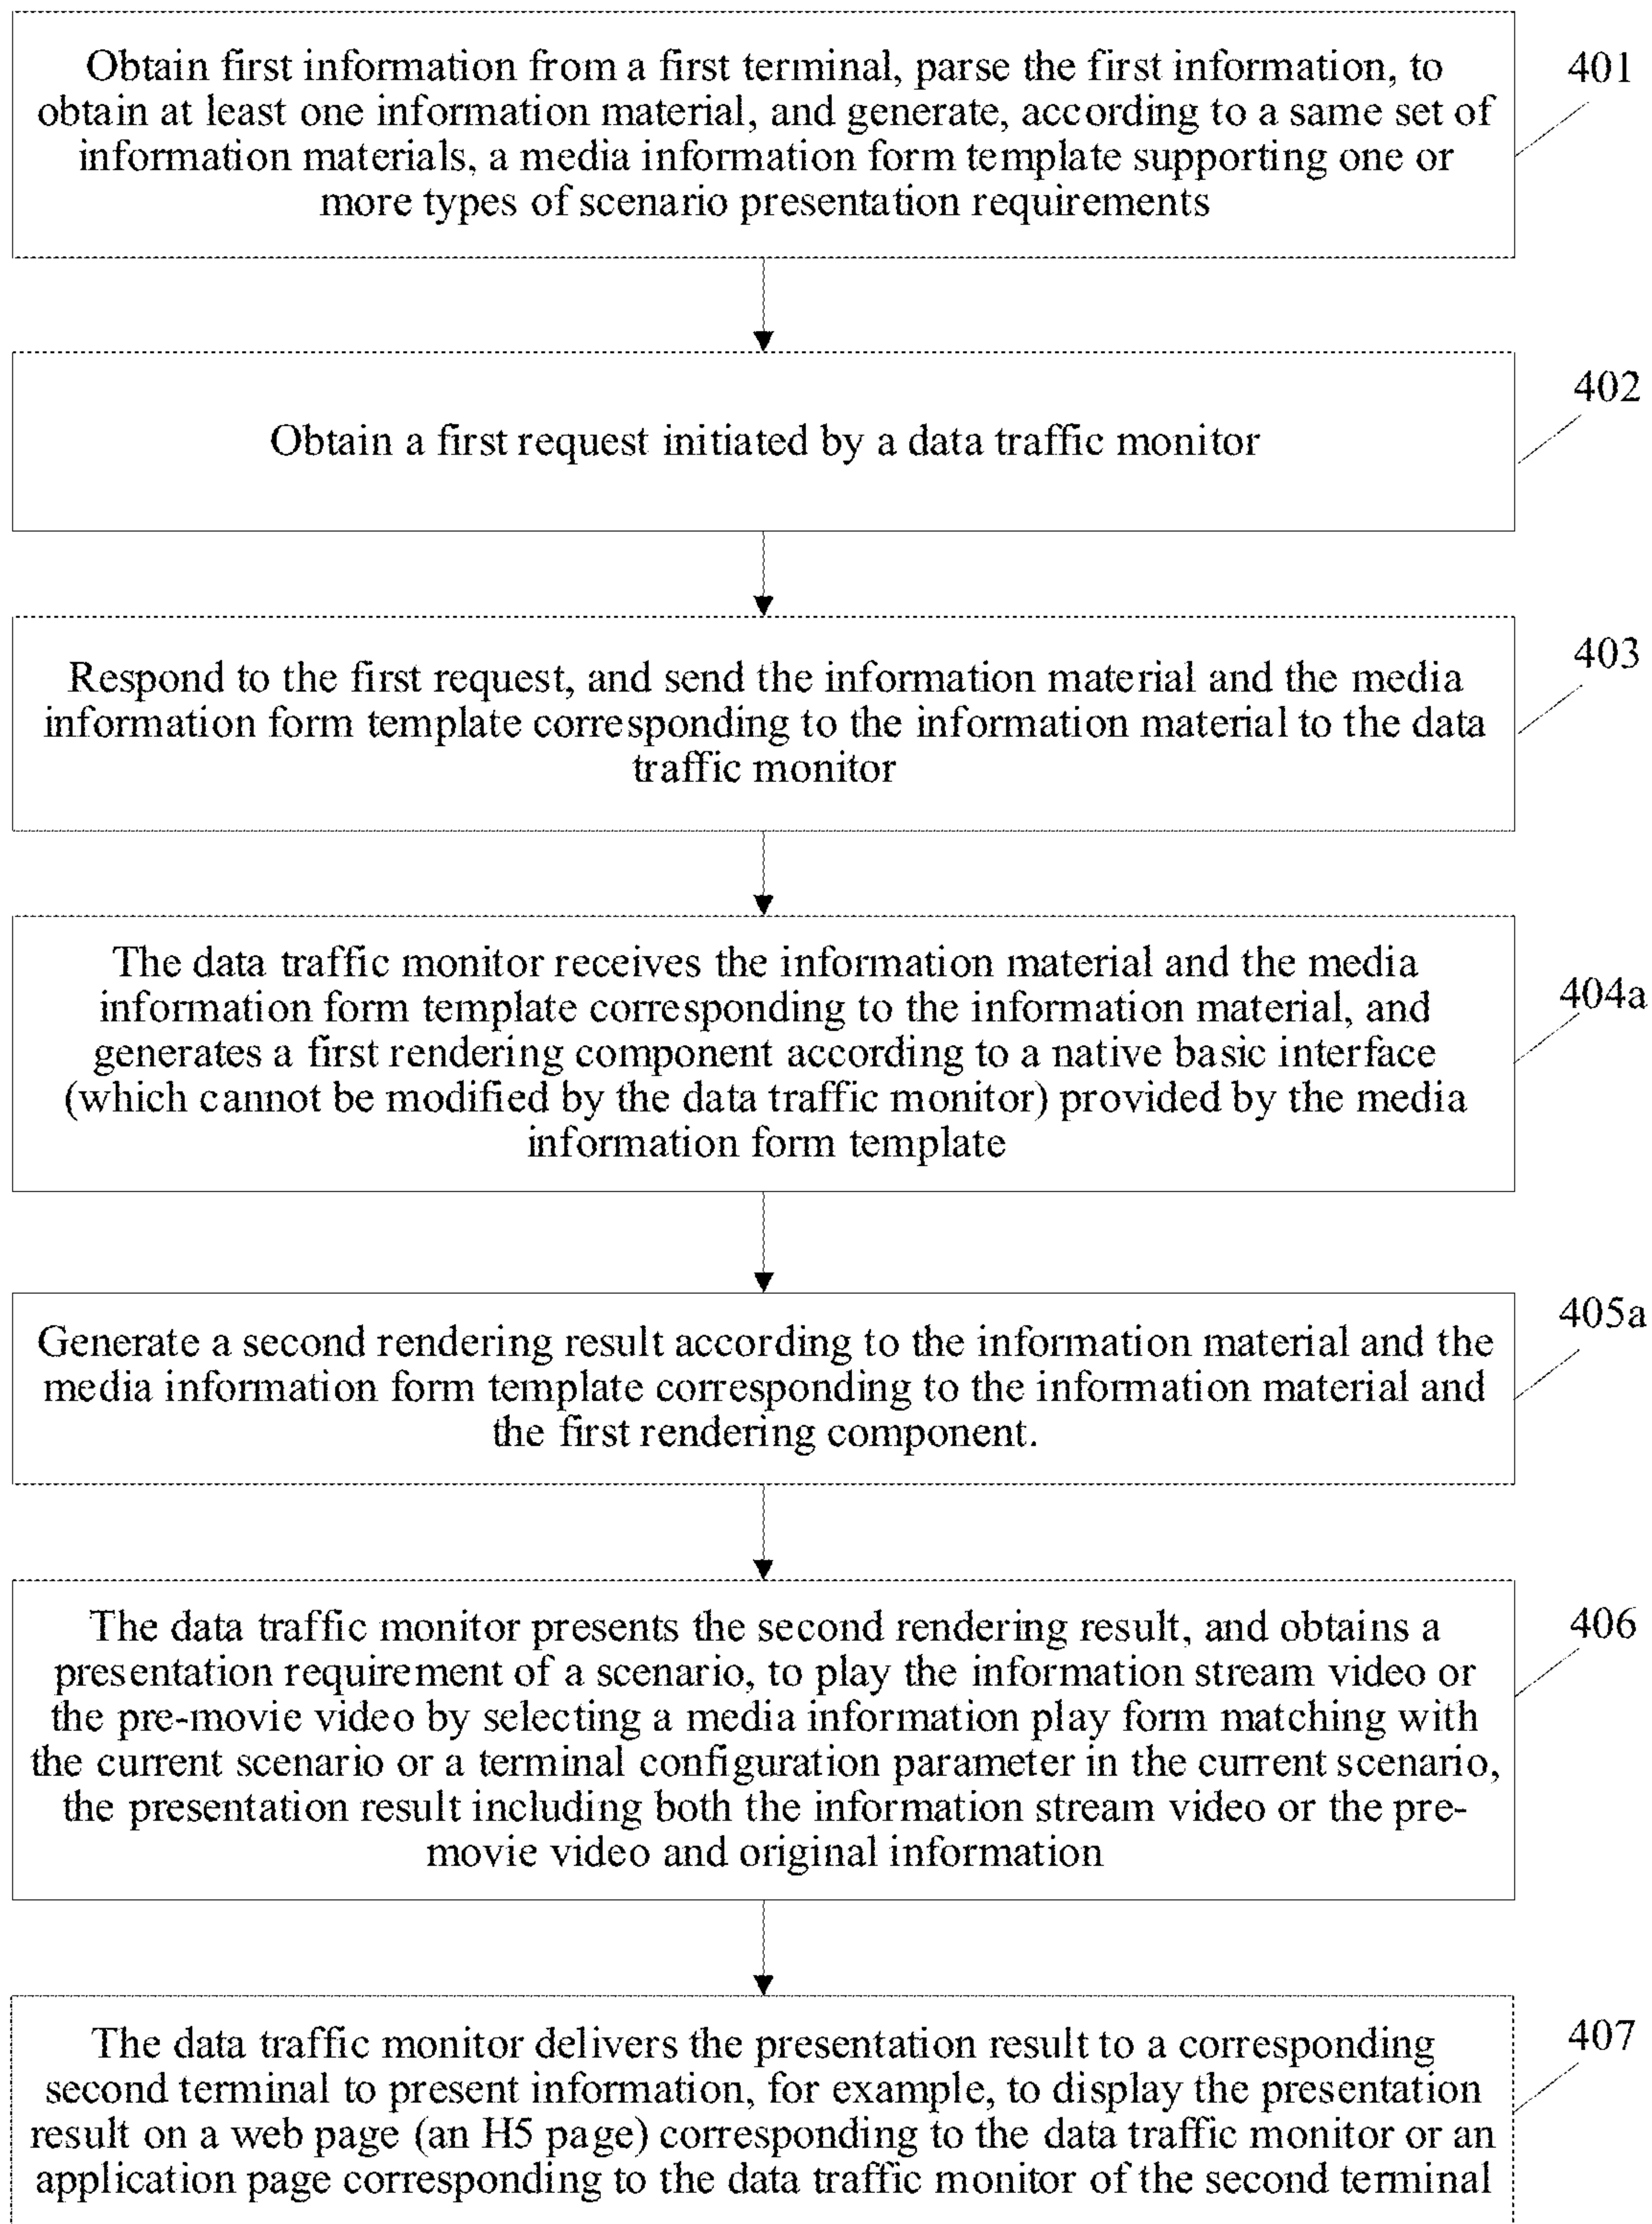 Obtain first information from a first terminal, parse the first information, to
obtain at least one information material, and generate, according to a same set of
information materials, a media information form template supporting one or
more types of scenario presentation requirements
401
Obtain a first request initiated by a data traffic monitor
402
Respond to the first request, and send the information material and the media
information form template corresponding to the information material to the data
traffic monitor
403
The data traffic monitor receives the information material and the media
information form template corresponding to the information material, and
generates a first rendering component according to a native basic interface
(which cannot be modified by the data traffic monitor) provided by the media
information form template
404a
Generate a second rendering result according to the information material and the
media information form template corresponding to the information material and
the first rendering component.
405a
The data traffic monitor presents the second rendering result, and obtains a
presentation requirement of a scenario, to play the information stream video or
the pre-movie video by selecting a media information play form matching with
the current scenario or a terminal configuration parameter in the current scenario,
the presentation result including both the information stream video or the pre-
movie video and original information
406
The data traffic monitor delivers the presentation result to a corresponding
second terminal to present information, for example, to display the presentation
result on a web page (an H5 page) corresponding to the data traffic monitor or an
application page corresponding to the data traffic monitor of the second terminal
407